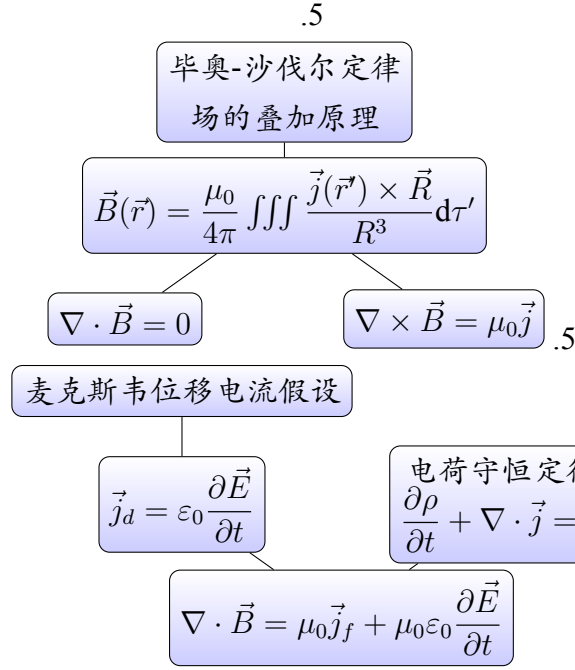 .5
毕奥-沙伐尔定律
场的叠加原理
$\vec{B}(\vec{r}) = \frac{\mu_0}{4\pi} \iiint \frac{\vec{j}(\vec{r}') \times \vec{R}}{R^3} \mathrm{d}\tau'$
$\nabla \cdot \vec{B} = 0$
$\nabla \times \vec{B} = \mu_0 \vec{j}$
.5
麦克斯韦位移电流假设
$\vec{j}_d = \varepsilon_0 \frac{\partial \vec{E}}{\partial t}$
电荷守恒定
$\frac{\partial \rho}{\partial t} + \nabla \cdot \vec{j} =$
$\nabla \cdot \vec{B} = \mu_0 \vec{j}_f + \mu_0 \varepsilon_0 \frac{\partial \vec{E}}{\partial t}$